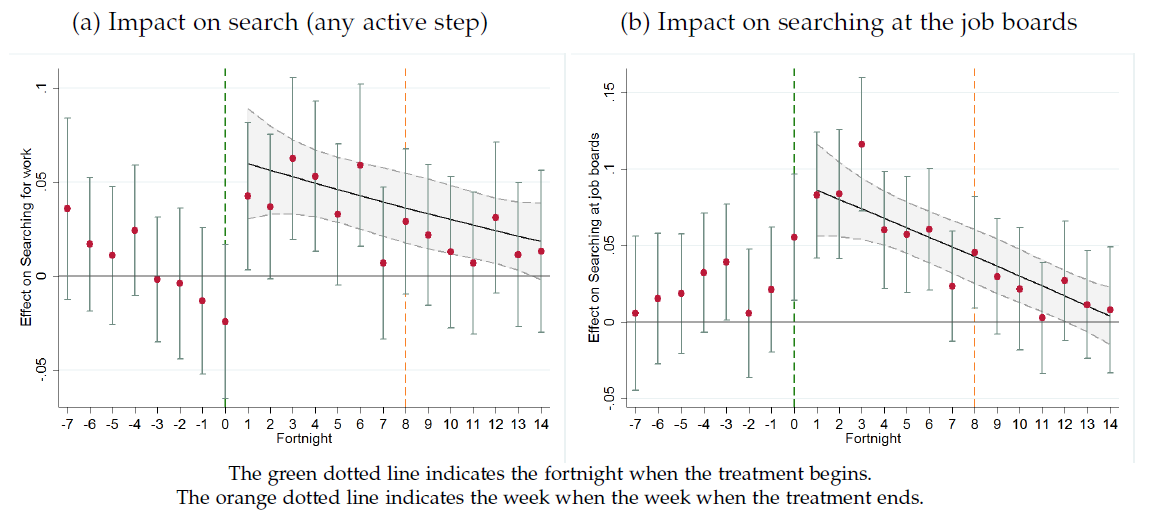 (a) Impact on search (any active step)
(b) Impact on searching at the job boards
Effect on Searching for work
.1
.05
0
-.05
-7 -6 -5 -4 -3 -2 -1 0 1 2 3 4 5 6 7 8 9 10 11 12 13 14
Fortnight
Effect on Searching at job boards
.15
.1
.05
0
-.05
-7 -6 -5 -4 -3 -2 -1 0 1 2 3 4 5 6 7 8 9 10 11 12 13 14
Fortnight
The green dotted line indicates the fortnight when the treatment begins.
The orange dotted line indicates the week when the week when the treatment ends.